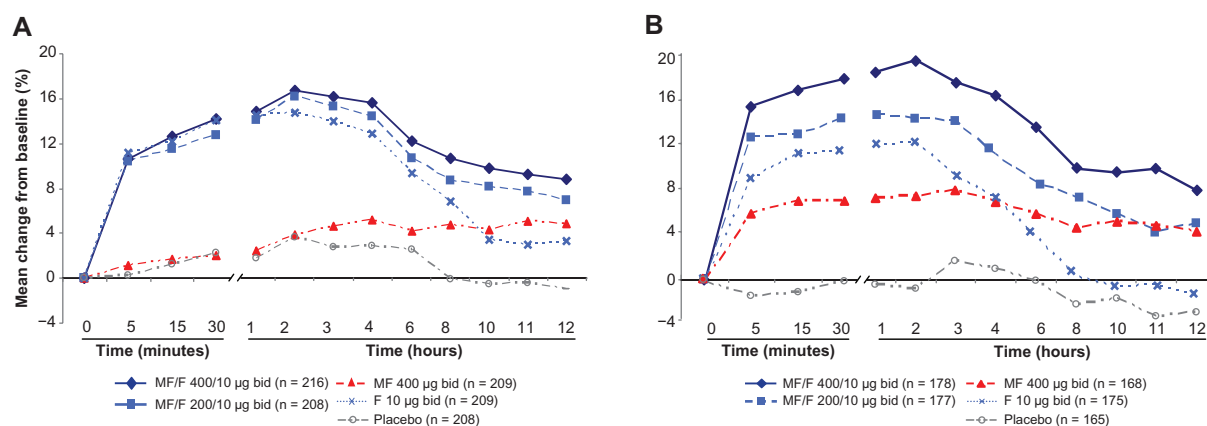 A
Mean change from baseline (%)
20
16
12
8
4
0
−4
0 5 15 30 1 2 3 4 6 8 10 11 12
Time (minutes) Time (hours)
MF/F 400/10 µg bid (n = 216)
MF/F 200/10 µg bid (n = 208)
MF 400 µg bid (n = 209)
F 10 µg bid (n = 209)
Placebo (n = 208)
B
20
16
12
8
4
0
−4
0 5 15 30 1 2 3 4 6 8 10 11 12
Time (minutes) Time (hours)
MF/F 400/10 µg bid (n = 178)
MF/F 200/10 µg bid (n = 177)
MF 400 µg bid (n = 168)
F 10 µg bid (n = 175)
Placebo (n = 165)